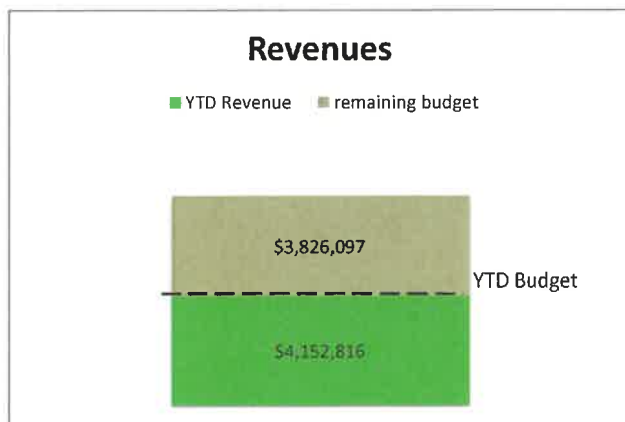 Revenues
YTD Revenue remaining budget
$3,826,097
YTD Budget
$4,152,816